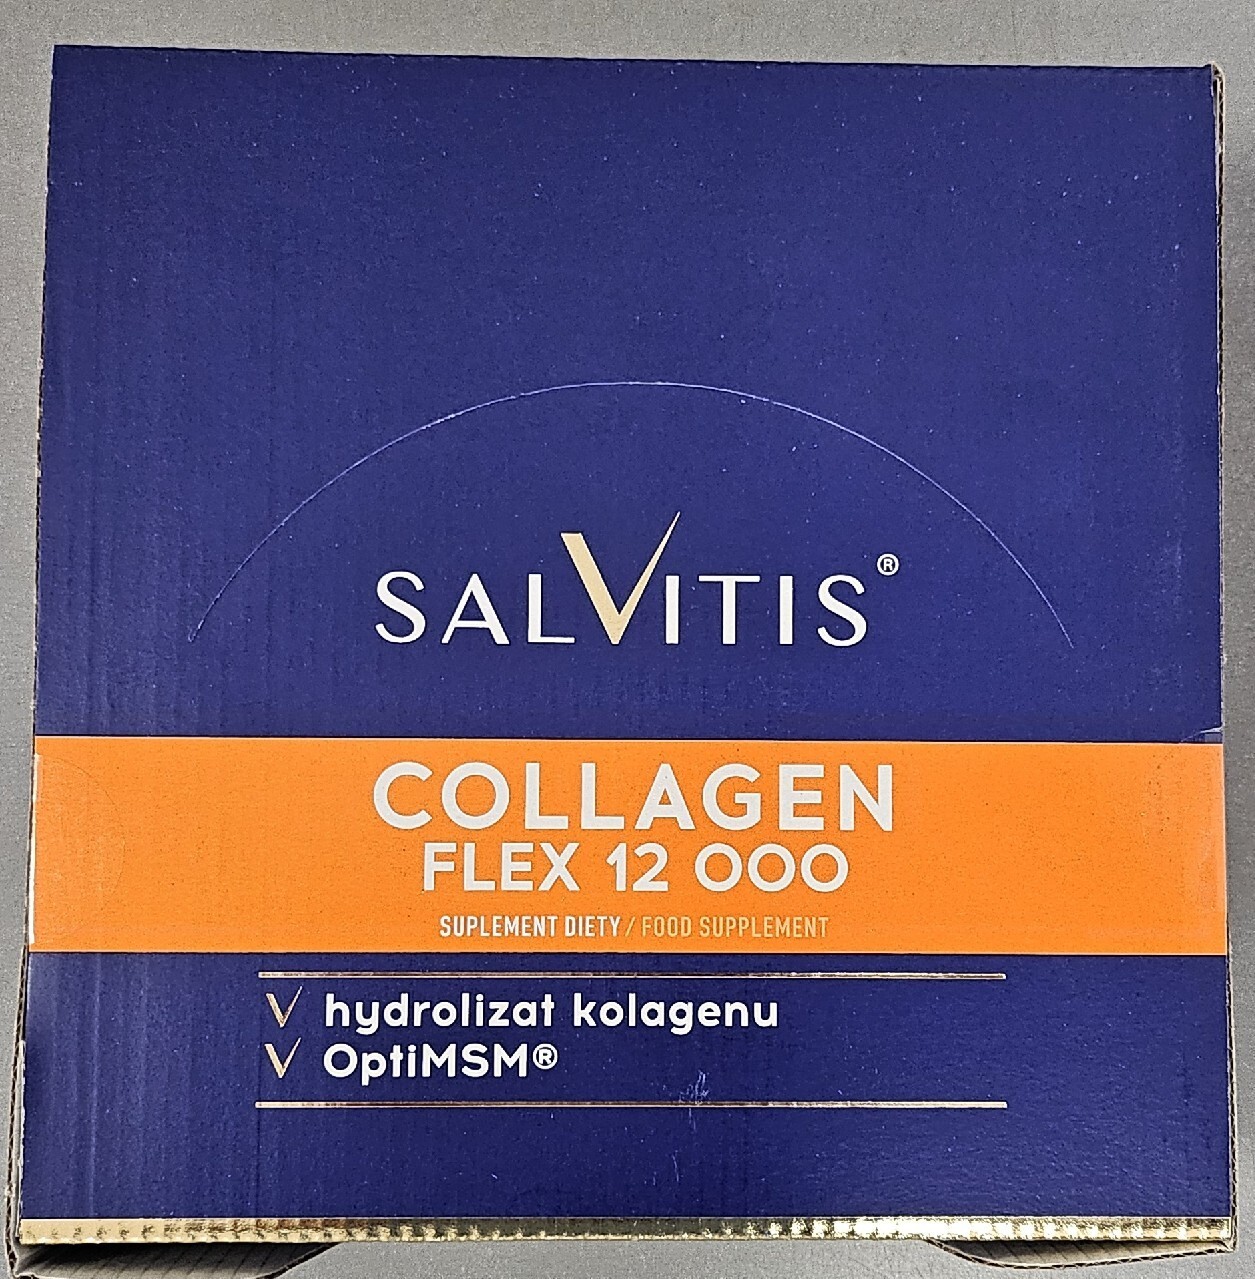 SALVITIS®
COLLAGEN
FLEX 12 000
SUPLEMENT DIETY / FOOD SUPPLEMENT
hydrolizat kolagenu
OptiMSM®